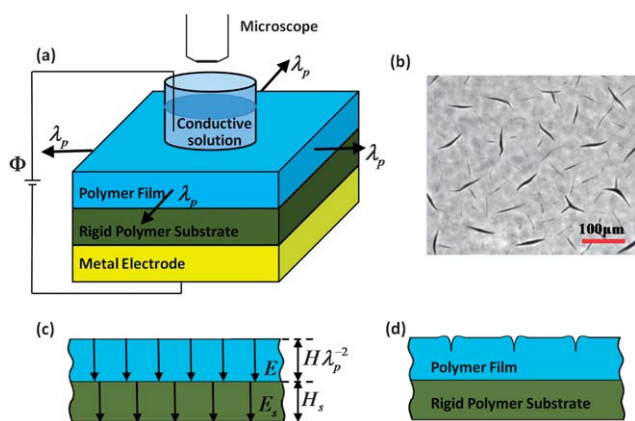 Microscope
(a)
λp
Conductive
solution
λp
λp
Φ
Polymer Film
λp
Rigid Polymer Substrate
Metal Electrode
(b)
100μm
(c)
E
Hλp⁻²
Es
Hs
(d)
Polymer Film
Rigid Polymer Substrate